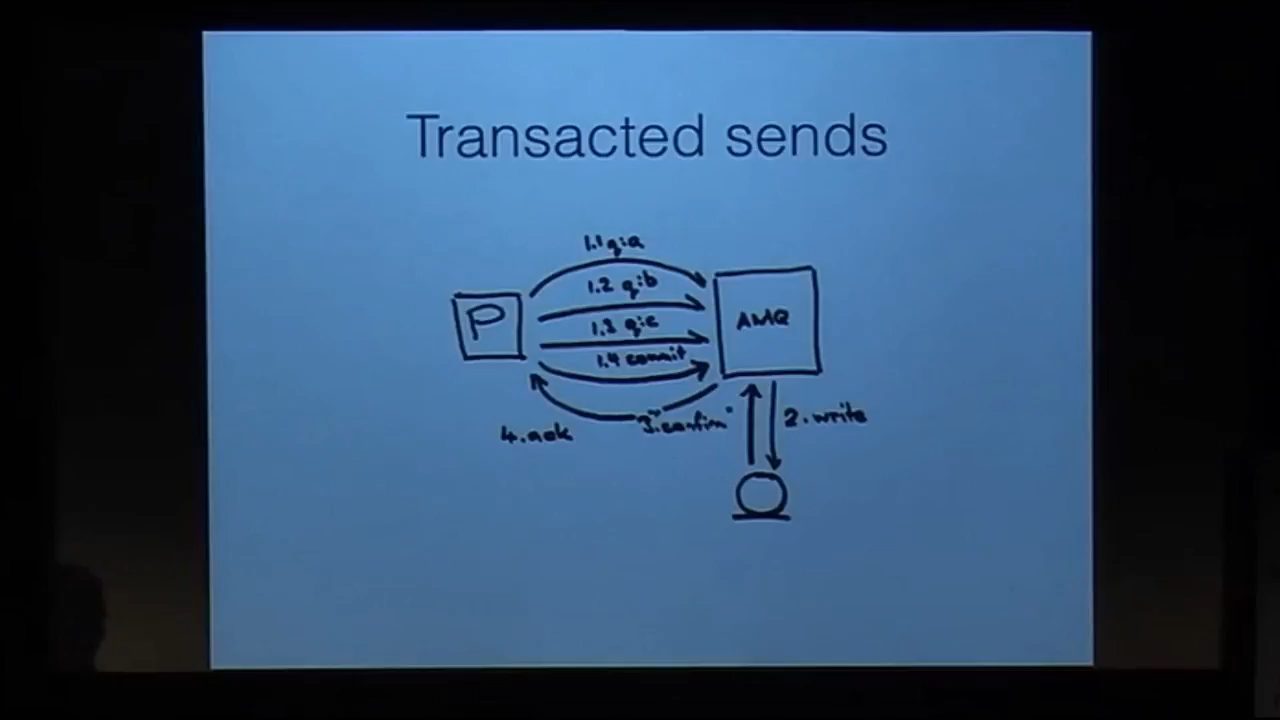 Transacted sends
1.1 q:a
1.2 q:b
1.3 q:c
1.4 commit
P
AMQ
2. write
3. "confirm"
4. ack